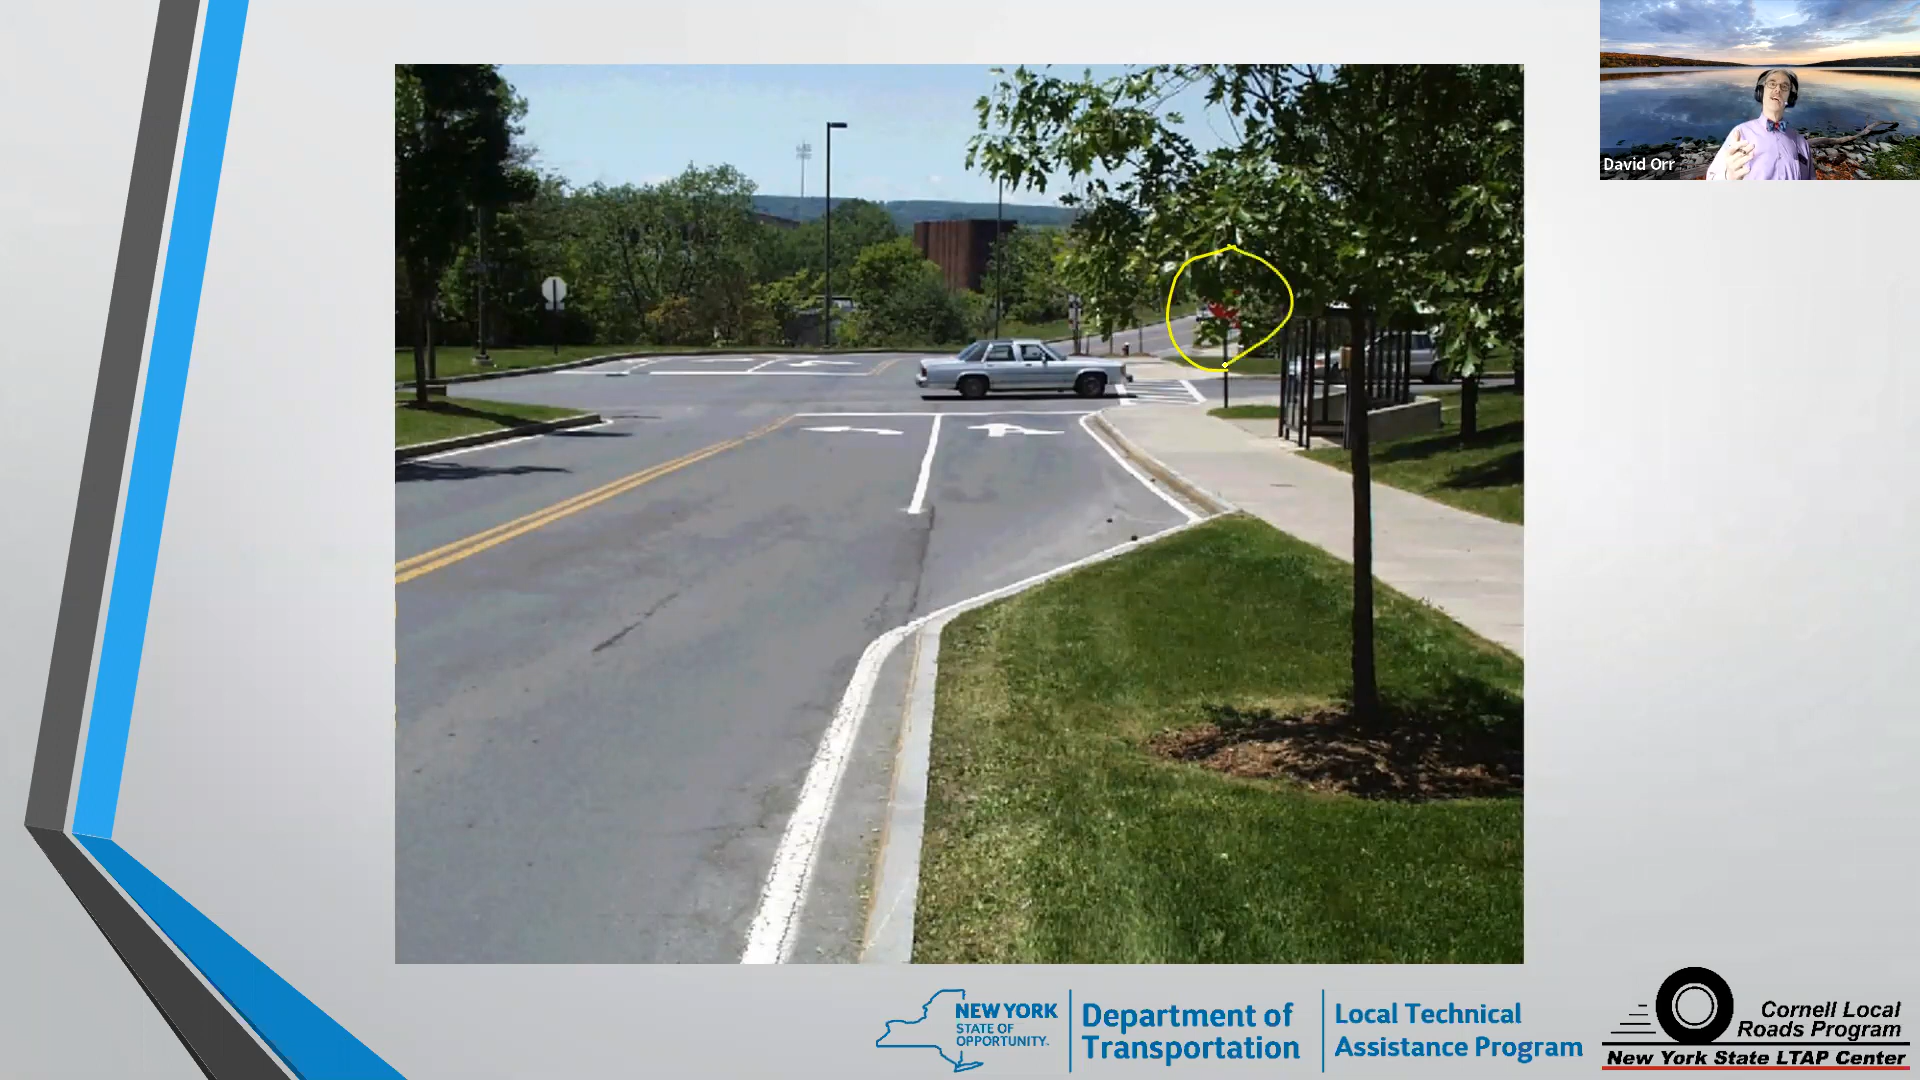 David Orr
NEW YORK
STATE OF
OPPORTUNITY.
Department of
Transportation
Local Technical
Assistance Program
Cornell Local
Roads Program
New York State LTAP Center